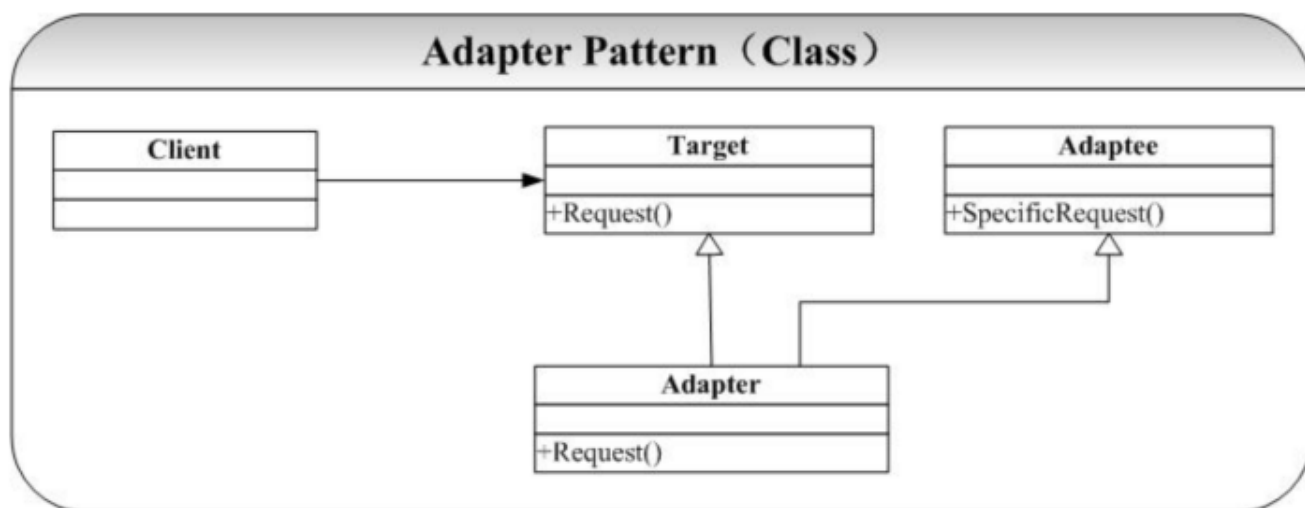 Adapter Pattern（Class）
Client
Target
+Request()
Adaptee
+SpecificRequest()
Adapter
+Request()